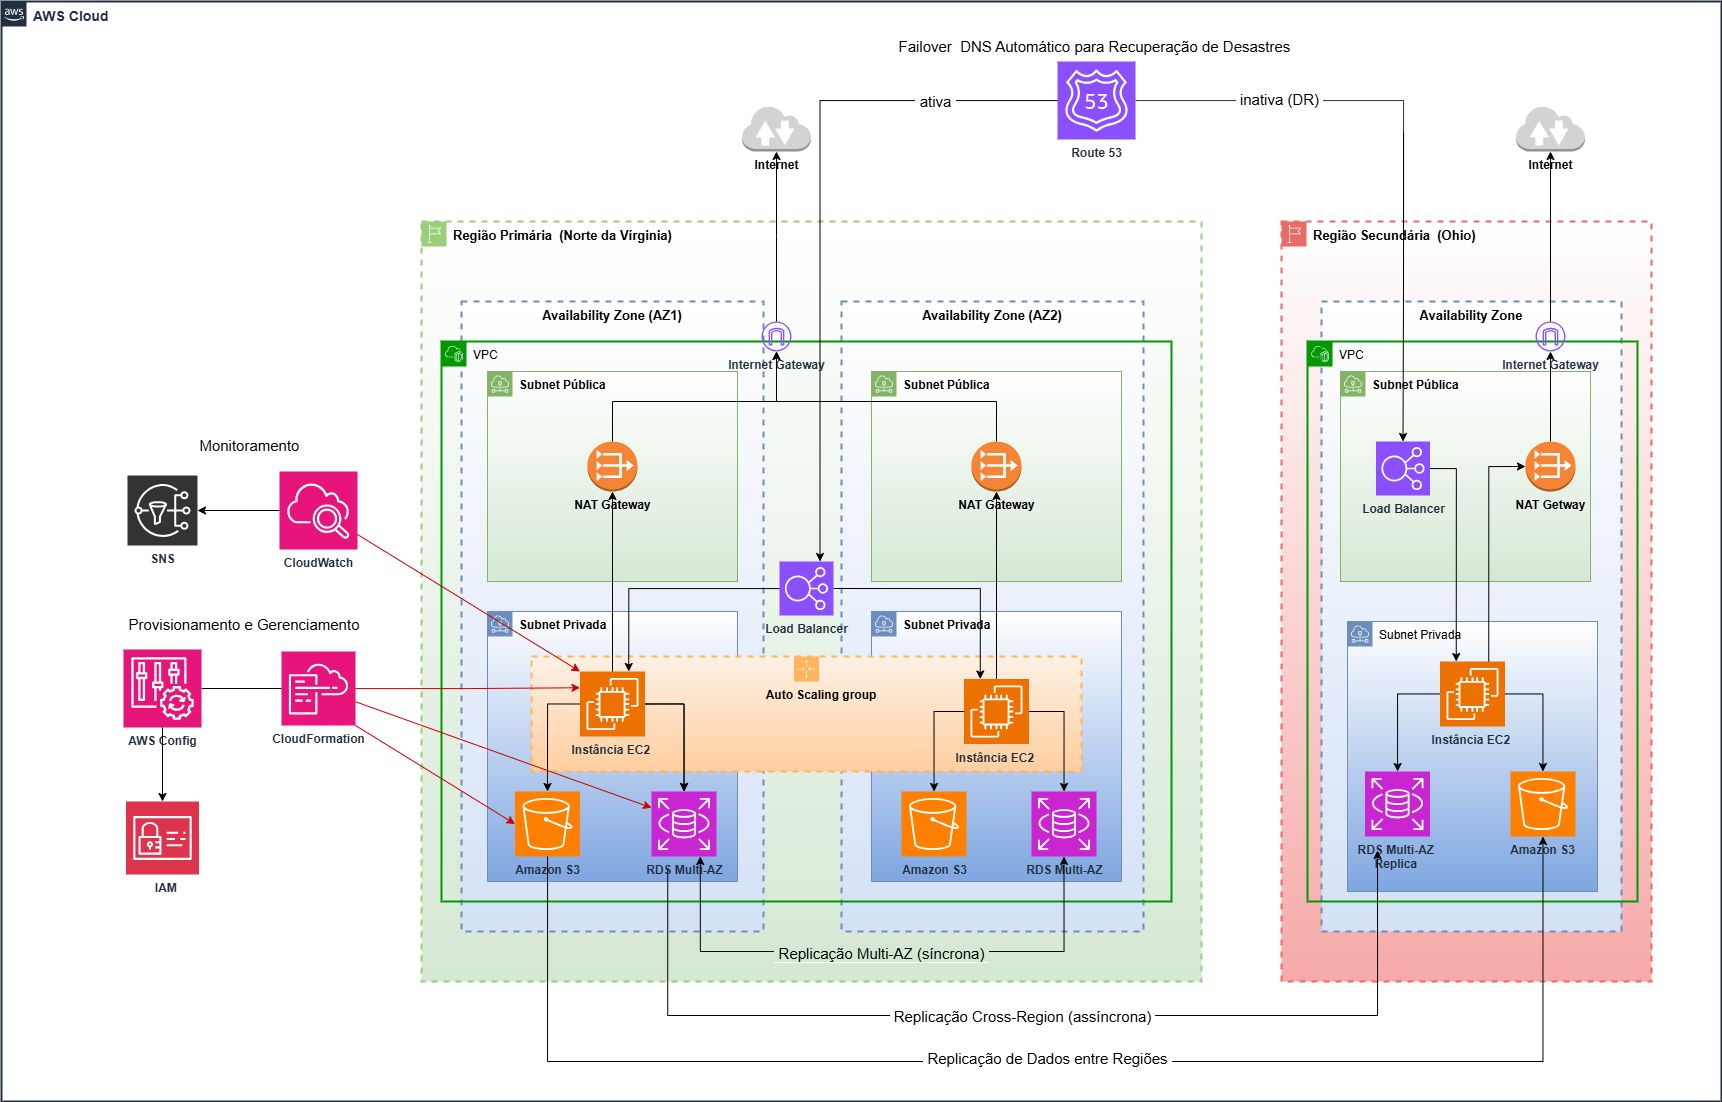 aws
AWS Cloud
Failover DNS Automático para Recuperação de Desastres
53
Route 53
ativa
inativa (DR)
Internet
Internet
Região Primária (Norte da Vírginia)
Região Secundária (Ohio)
Availability Zone (AZ1)
Availability Zone (AZ2)
Availability Zone
VPC
VPC
Internet Gateway
Internet Gateway
Subnet Pública
Subnet Pública
Subnet Pública
NAT Gateway
NAT Gateway
Load Balancer
NAT Getway
Monitoramento
SNS
CloudWatch
Provisionamento e Gerenciamento
AWS Config
CloudFormation
IAM
Load Balancer
Subnet Privada
Subnet Privada
Subnet Privada
Auto Scaling group
Instância EC2
Instância EC2
Instância EC2
Amazon S3
RDS Multi-AZ
Amazon S3
RDS Multi-AZ
RDS Multi-AZ
Replica
Amazon S3
Replicação Multi-AZ (síncrona)
Replicação Cross-Region (assíncrona)
Replicação de Dados entre Regiões